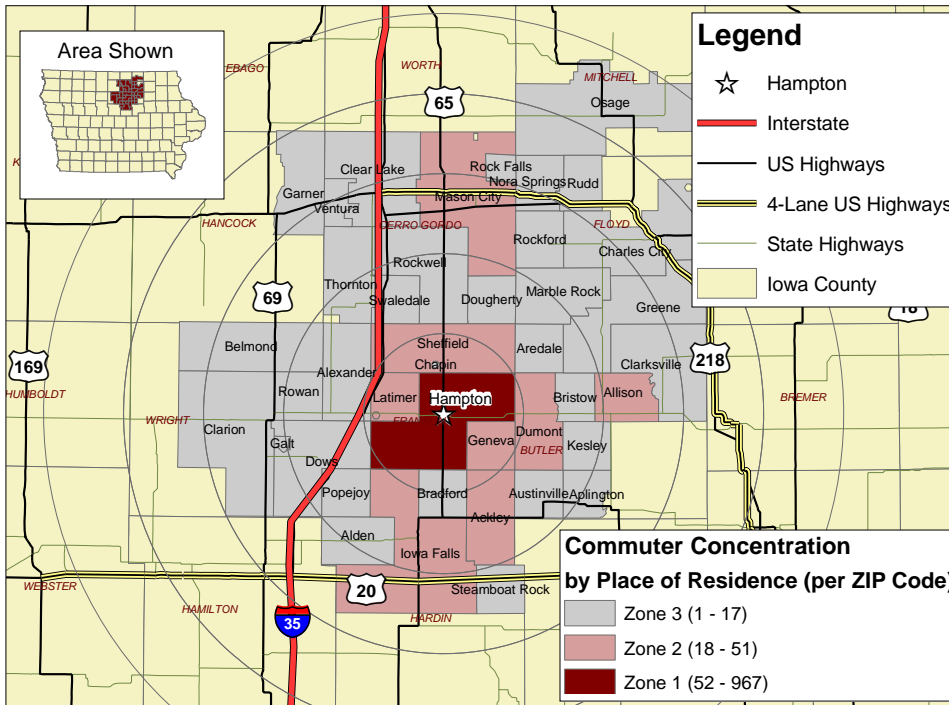 Area Shown
Legend
Hampton
Interstate
US Highways
4-Lane US Highways
State Highways
Iowa County
EBAGO
WORTH
MITCHELL
65
Osage
Clear Lake
Rock Falls
Nora Springs
Rudd
Garner
Mason City
Ventura
HANCOCK
CERRO GORDO
FLOYD
Rockford
Charles City
Rockwell
Thornton
Marble Rock
69
Swaledale
Dougherty
Greene
18
Belmond
Sheffield
Aredale
169
Alexander
Chapin
Clarksville
218
HUMBOLDT
Rowan
Latimer
Hampton
Bristow
Allison
BREMER
WRIGHT
Clarion
FRAN
Dumont
Galt
Geneva
BUTLER
Kesley
Dows
Popejoy
Bradford
Austinville
Aplington
Ackley
Alden
Iowa Falls
WEBSTER
20
Steamboat Rock
HAMILTON
HARDIN
35
Commuter Concentration
by Place of Residence (per ZIP Code)
Zone 3 (1 - 17)
Zone 2 (18 - 51)
Zone 1 (52 - 967)